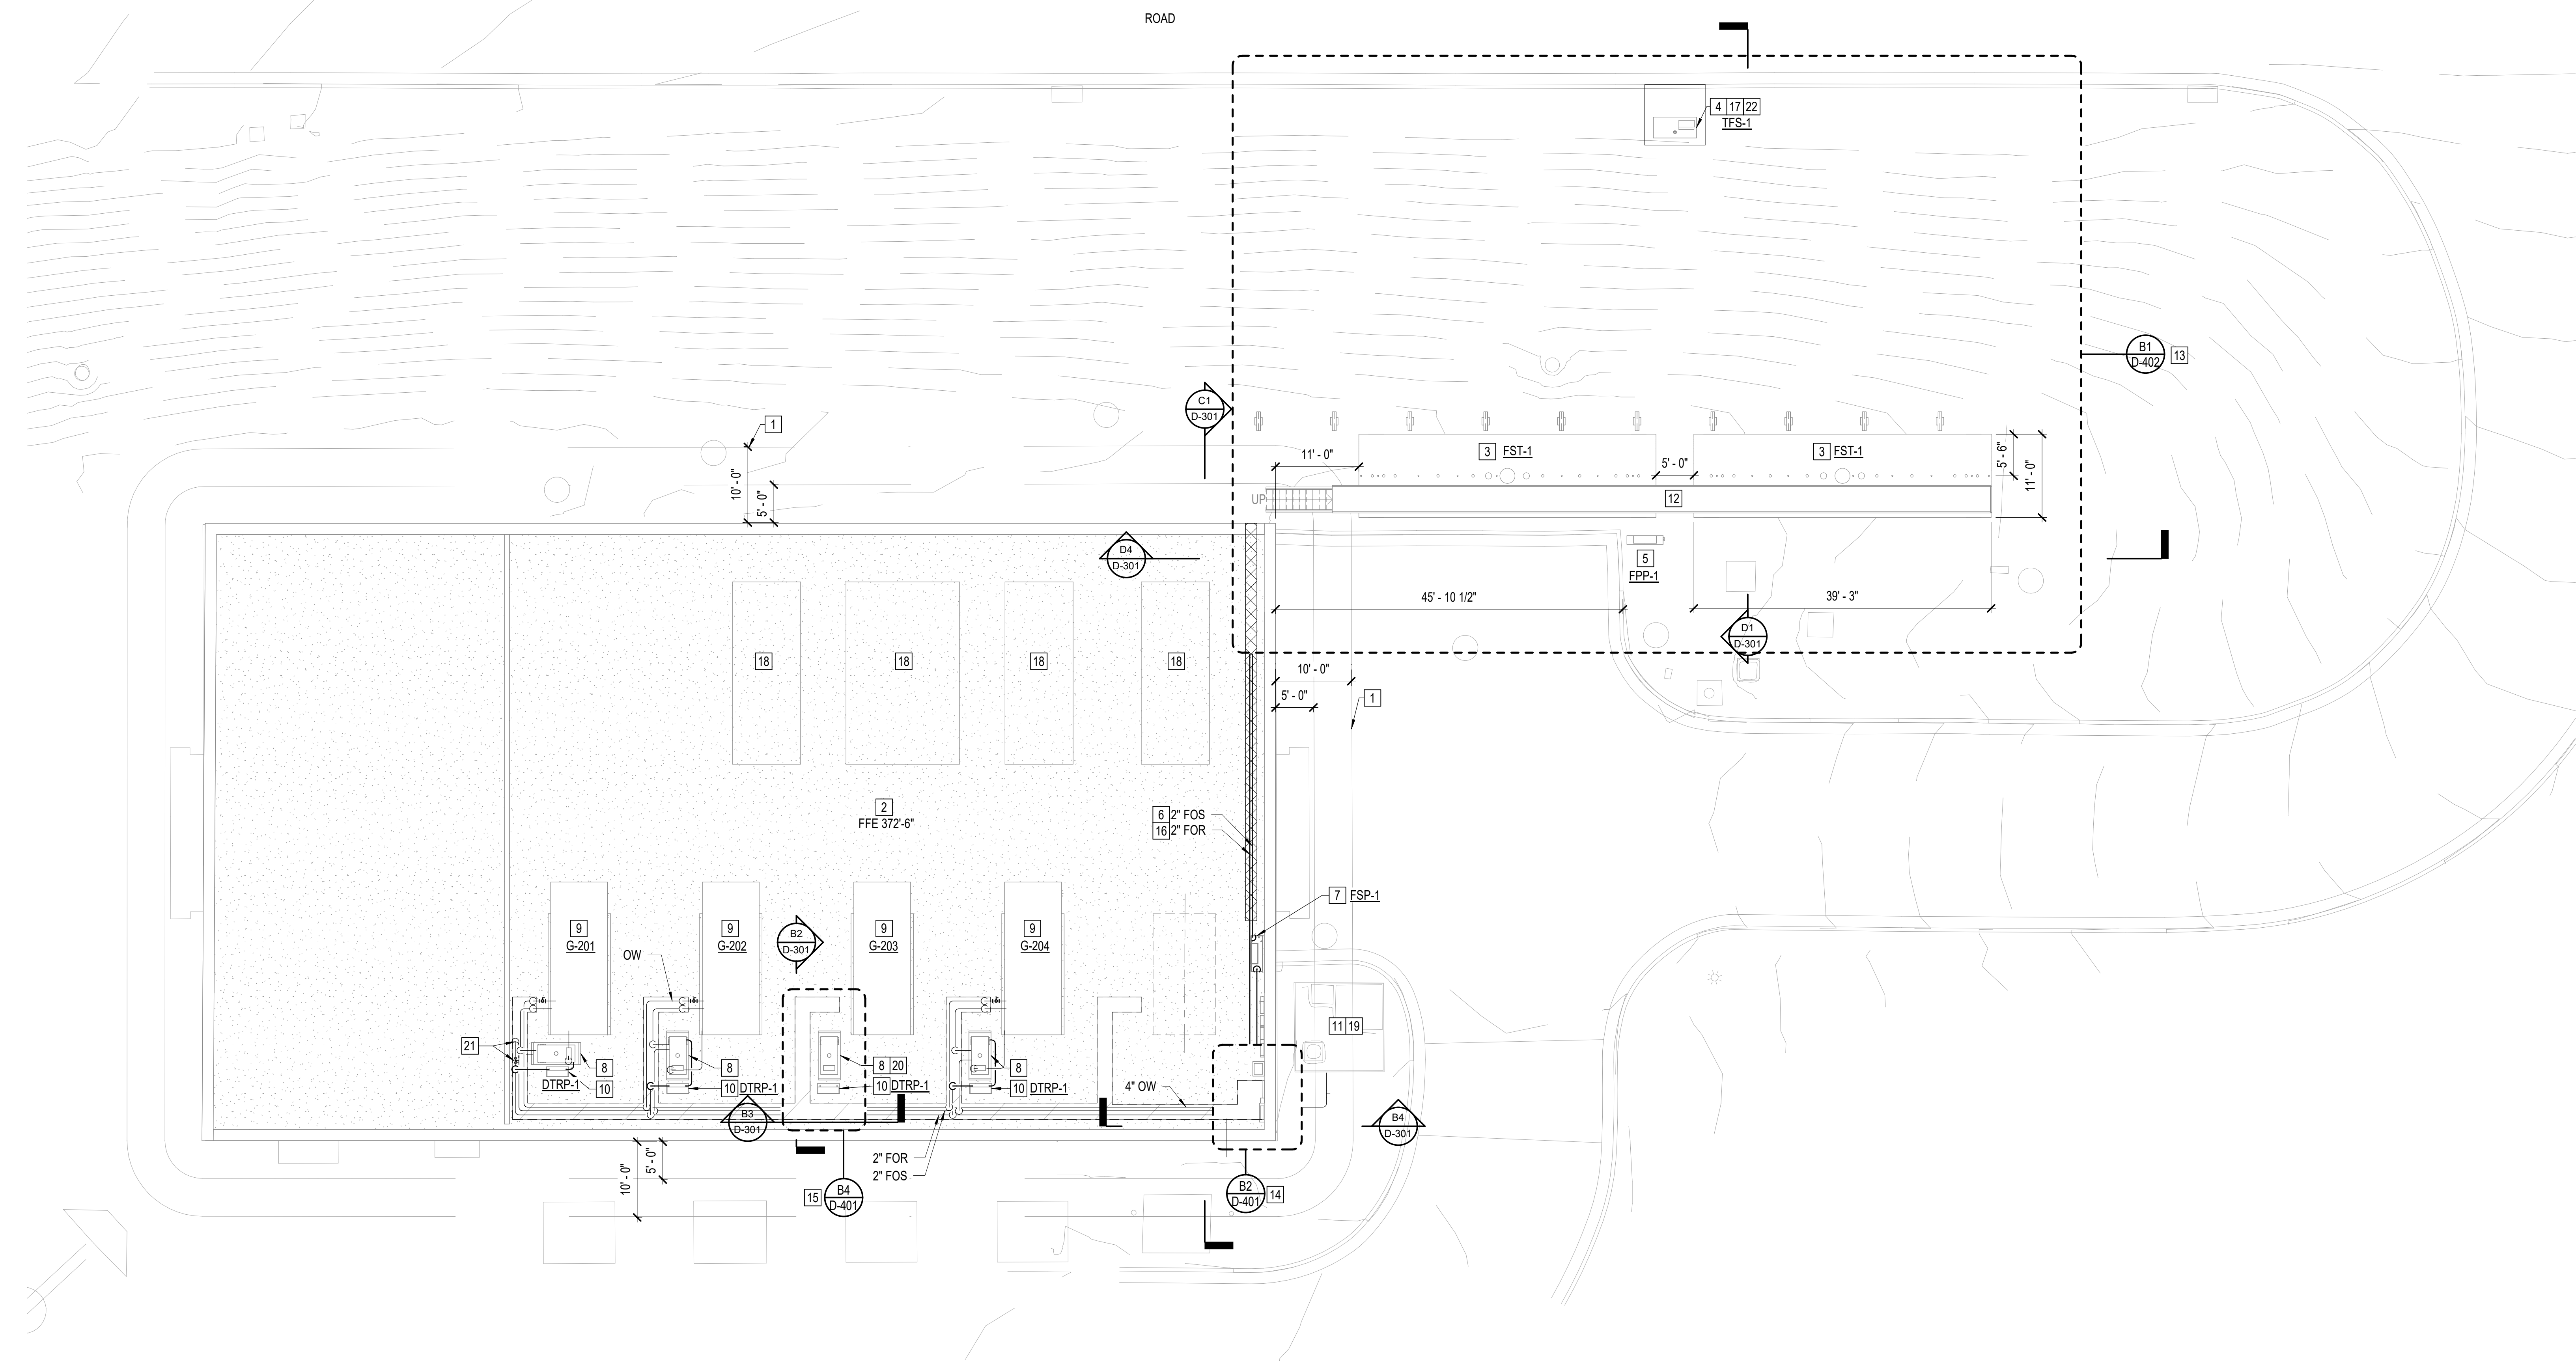 ROAD
4 17 22
TFS-1
B1
D-402
13
C1
D-301
1
10' - 0"
5' - 0"
11' - 0"
3 FST-1
5' - 0"
3 FST-1
5' - 6"
11' - 0"
UP
12
D4
D-301
5
FPP-1
45' - 10 1/2"
39' - 3"
D1
D-301
18
18
18
18
10' - 0"
5' - 0"
1
2
FFE 372'-6"
6 2" FOS
16 2" FOR
7 FSP-1
9
G-201
9
G-202
9
G-203
9
G-204
B2
D-301
OW
11 19
21
8
8
8 20
8
DTRP-1
10
10 DTRP-1
10 DTRP-1
10 DTRP-1
4" OW
B3
D-301
B4
D-301
10' - 0"
5' - 0"
2" FOR
2" FOS
15
B4
D-401
B2
D-401
14